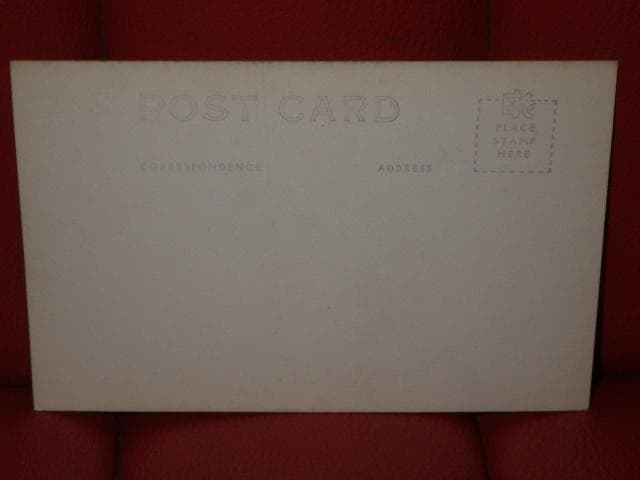 POST CARD
CORRESPONDENCE
ADDRESS
PLACE
STAMP
HERE